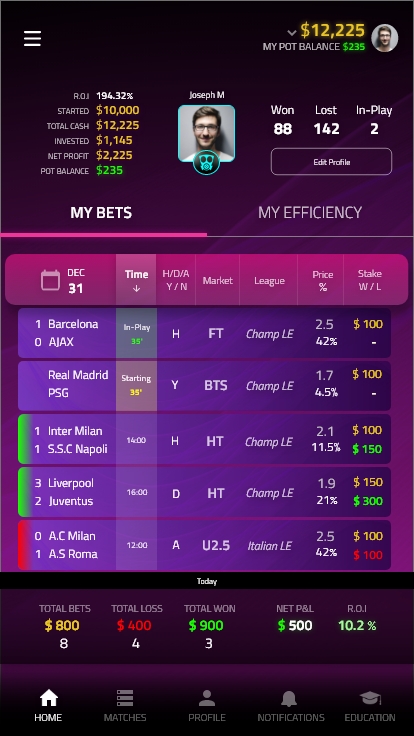 $12,225
MY POT BALANCE $235
R.O.I 194.32%
STARTED $10,000
TOTAL CASH $12,225
INVESTED $1,145
NET PROFIT $2,225
POT BALANCE $235
Joseph M
Won Lost In-Play
88 142 2
Edit Profile
MY BETS MY EFFICIENCY
DEC
31
Time
↓
H/D/A
Y / N
Market
League
Price
%
Stake
W / L
1 Barcelona
0 AJAX
In-Play
35'
H
FT
Champ LE
2.5
42%
$ 100
-
Real Madrid
PSG
Starting
35'
Y
BTS
Champ LE
1.7
4.5%
$ 100
-
1 Inter Milan
1 S.S.C Napoli
14:00
H
HT
Champ LE
2.1
11.5%
$ 100
$ 150
3 Liverpool
2 Juventus
16:00
D
HT
Champ LE
1.9
21%
$ 150
$ 300
0 A.C Milan
1 A.S Roma
12:00
A
U2.5
Italian LE
2.5
42%
$ 100
$ 100
Today
TOTAL BETS TOTAL LOSS TOTAL WON NET P&L R.O.I
$ 800 $ 400 $ 900 $ 500 10.2 %
8 4 3
HOME MATCHES PROFILE NOTIFICATIONS EDUCATION